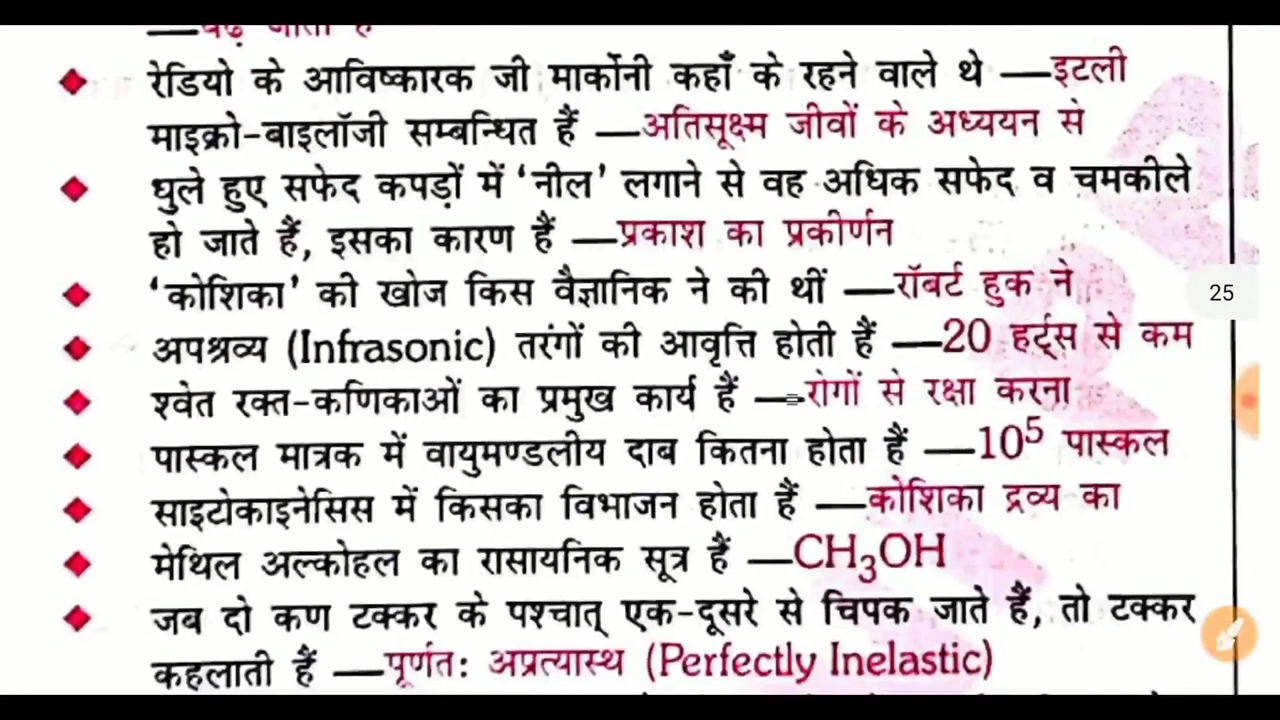 —बढ़ जाता है
रेडियो के आविष्कारक जी मार्कोनी कहाँ के रहने वाले थे —इटली
माइक्रो-बाइलॉजी सम्बन्धित हैं —अतिसूक्ष्म जीवों के अध्ययन से
धुले हुए सफेद कपड़ों में ‘नील’ लगाने से वह अधिक सफेद व चमकीले
हो जाते हैं, इसका कारण हैं —प्रकाश का प्रकीर्णन
‘कोशिका’ की खोज किस वैज्ञानिक ने की थीं —रॉबर्ट हुक ने
25
अपश्रव्य (Infrasonic) तरंगों की आवृत्ति होती हैं —20 हर्ट्स से कम
श्वेत रक्त-कणिकाओं का प्रमुख कार्य हैं —रोगों से रक्षा करना
पास्कल मात्रक में वायुमण्डलीय दाब कितना होता हैं —10⁵ पास्कल
साइटोकाइनेसिस में किसका विभाजन होता हैं —कोशिका द्रव्य का
मेथिल अल्कोहल का रासायनिक सूत्र हैं —CH₃OH
जब दो कण टक्कर के पश्चात् एक-दूसरे से चिपक जाते हैं, तो टक्कर
कहलाती हैं —पूर्णत: अप्रत्यास्थ (Perfectly Inelastic)